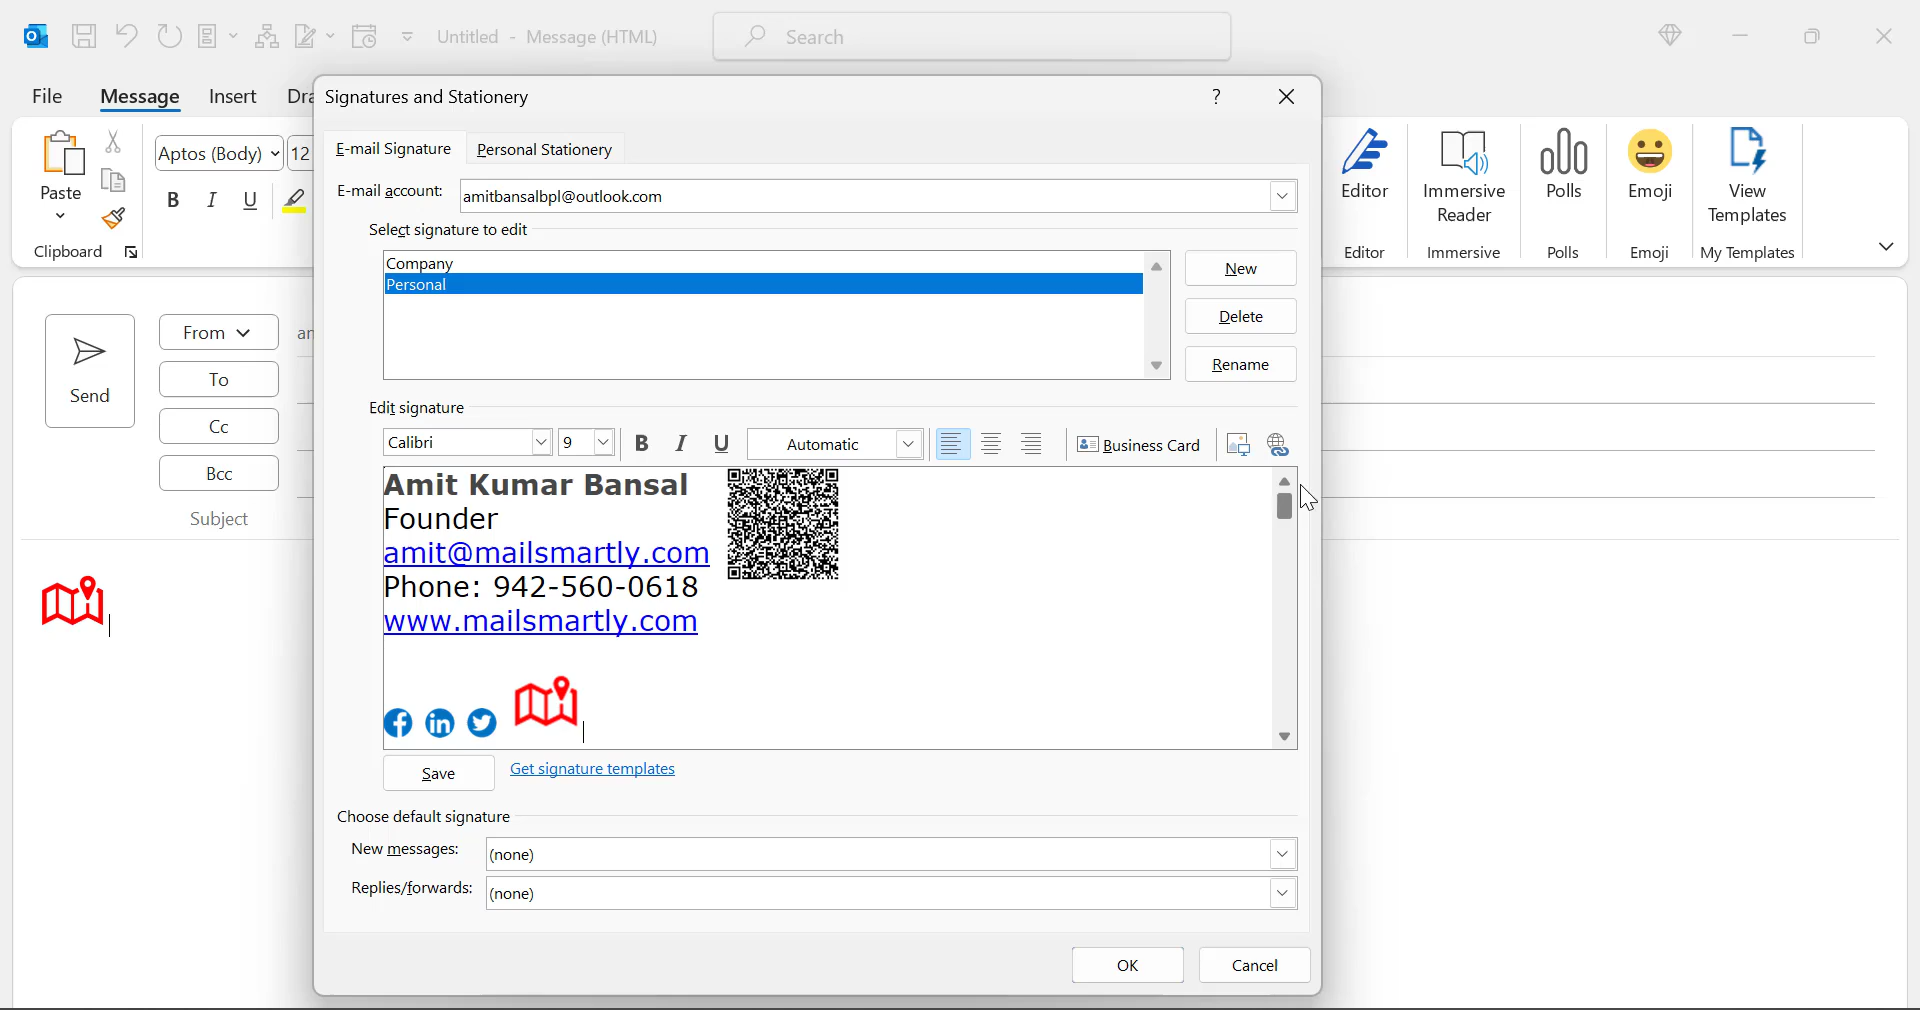 Untitled - Message (HTML)
Search
File Message Insert Dra
Signatures and Stationery ?
E-mail Signature Personal Stationery
Paste
Clipboard
Aptos (Body) 12
B I U
E-mail account: amitbansalbpl@outlook.com
Select signature to edit
Company
Personal
New
Delete
Rename
Editor
Editor
Immersive
Reader
Immersive
Polls
Polls
Emoji
Emoji
View
Templates
My Templates
Send
From
To
Cc
Bcc
Subject
an
Edit signature
Calibri 9 B I U Automatic Business Card
Amit Kumar Bansal
Founder
amit@mailsmartly.com
Phone: 942-560-0618
www.mailsmartly.com
Save Get signature templates
Choose default signature
New messages: (none)
Replies/forwards: (none)
OK Cancel